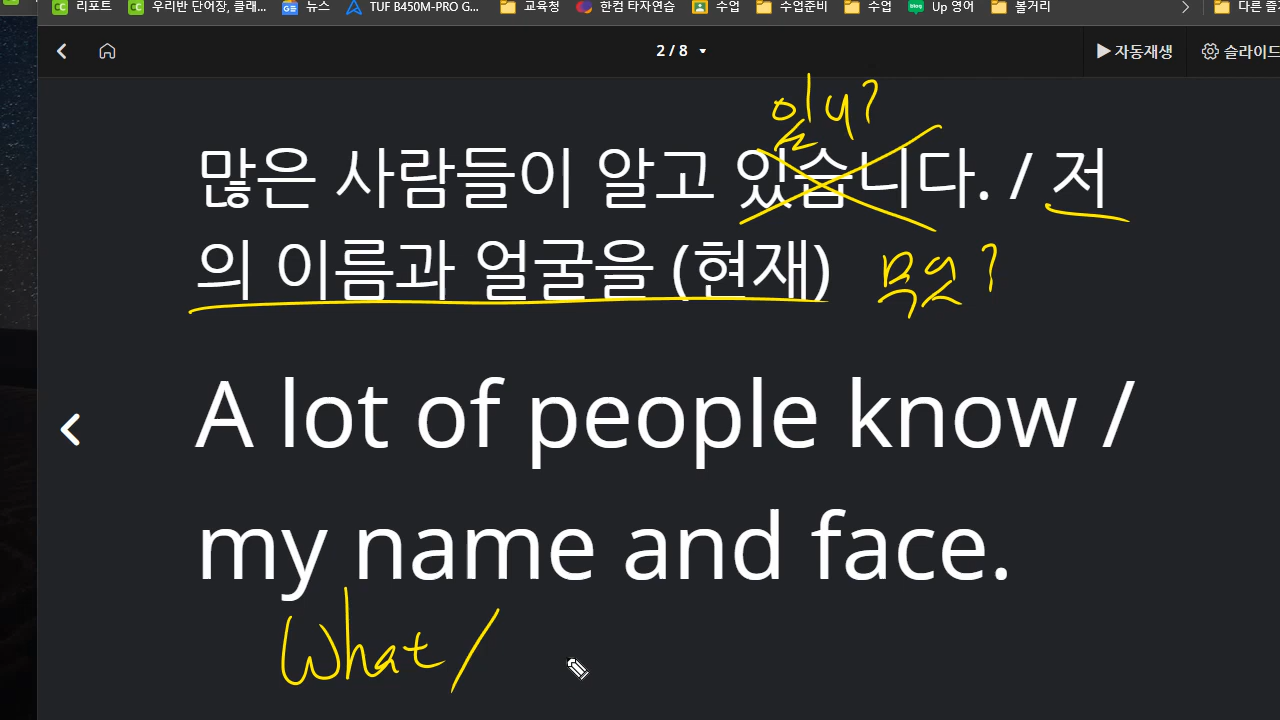 리포트 우리반 단어장, 클래... 뉴스 TUF B450M-PRO G... 교육청 한컴 타자연습 수업 수업준비 수업 Up 영어 볼거리 다른 즐
2 / 8 자동재생 슬라이드
많은 사람들이 알고 있습니다. / 저
의 이름과 얼굴을 (현재) 무엇?
A lot of people know /
my name and face.
What /